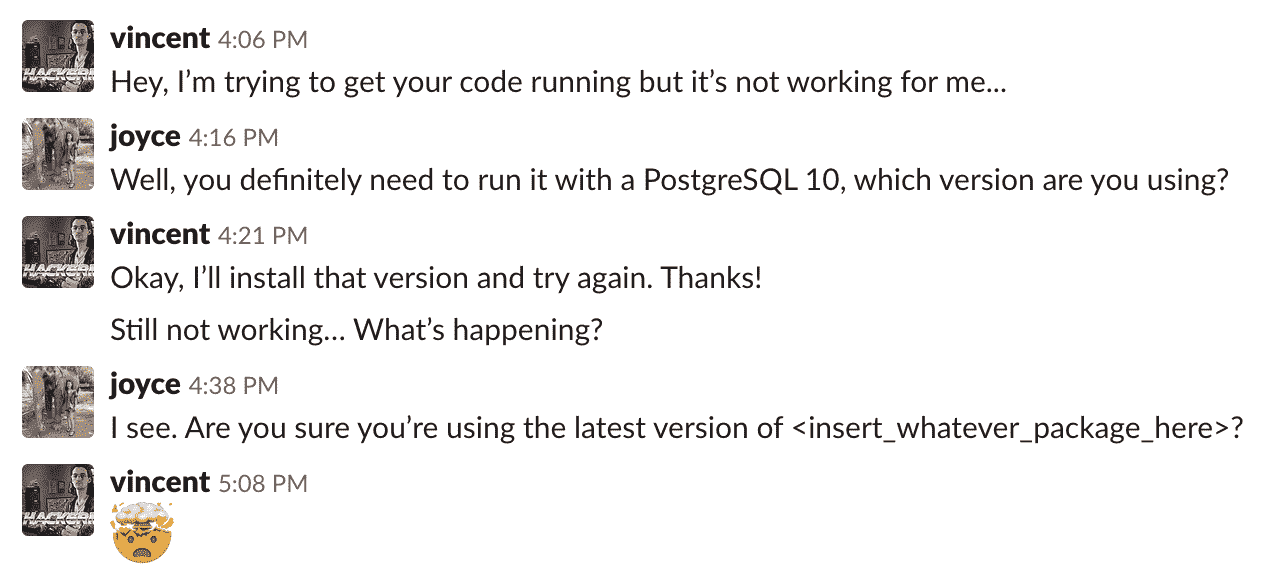 vincent 4:06 PM
Hey, I’m trying to get your code running but it’s not working for me...
joyce 4:16 PM
Well, you definitely need to run it with a PostgreSQL 10, which version are you using?
vincent 4:21 PM
Okay, I’ll install that version and try again. Thanks!
Still not working... What’s happening?
joyce 4:38 PM
I see. Are you sure you’re using the latest version of <insert_whatever_package_here>?
vincent 5:08 PM